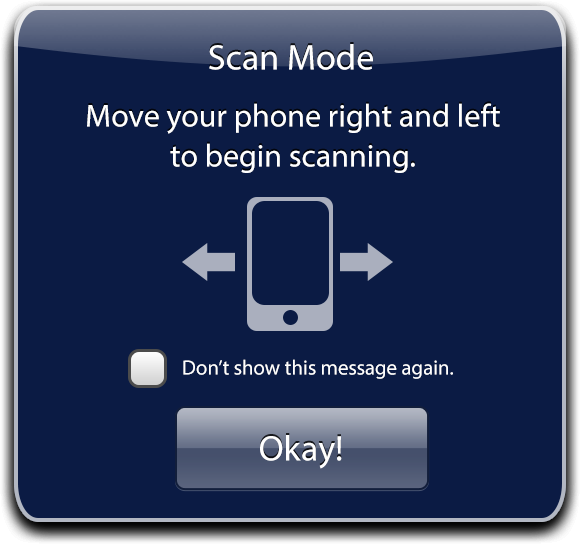 Scan Mode
Move your phone right and left
to begin scanning.
Don't show this message again.
Okay!